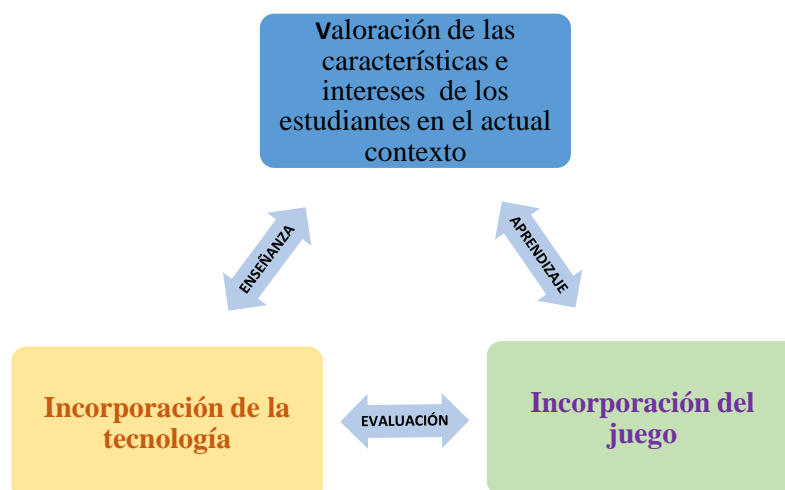 Valoración de las
características e
intereses de los
estudiantes en el actual
contexto
ENSEÑANZA
APRENDIZAJE
Incorporación de la
tecnología
EVALUACIÓN
Incorporación del
juego